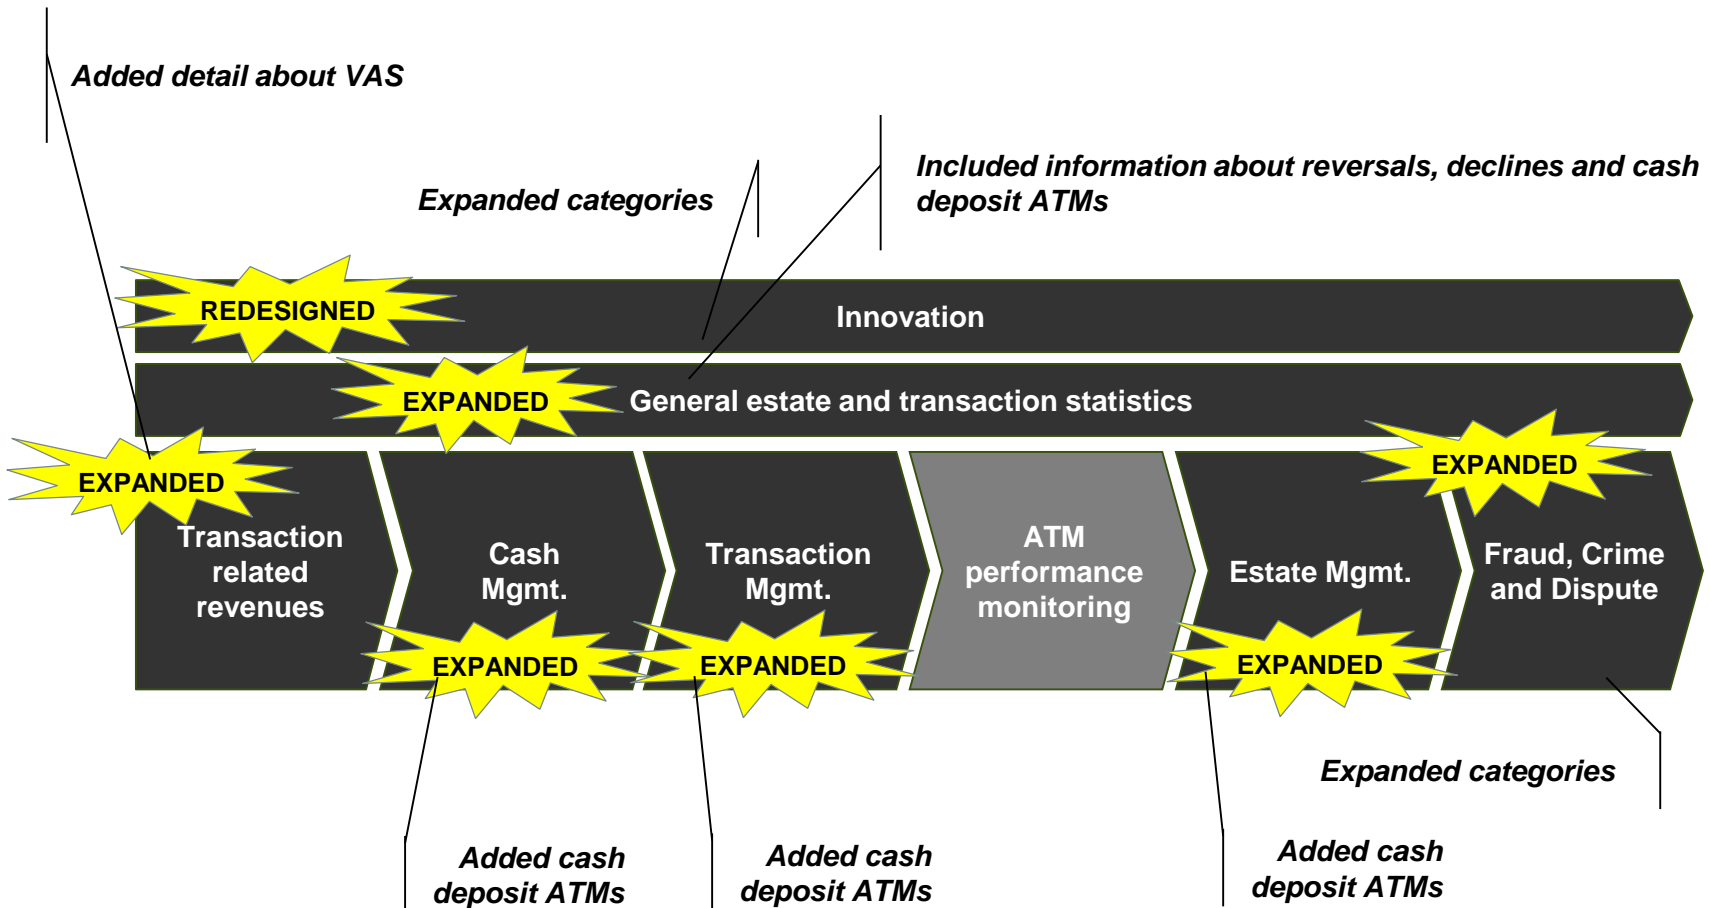 Added detail about VAS
Included information about reversals, declines and cash
deposit ATMs
Expanded categories
REDESIGNED
Innovation
EXPANDED
General estate and transaction statistics
EXPANDED
EXPANDED
Transaction
related
revenues
Cash
Mgmt.
Transaction
Mgmt.
ATM
performance
monitoring
Estate Mgmt.
Fraud, Crime
and Dispute
EXPANDED
EXPANDED
EXPANDED
Expanded categories
Added cash
deposit ATMs
Added cash
deposit ATMs
Added cash
deposit ATMs